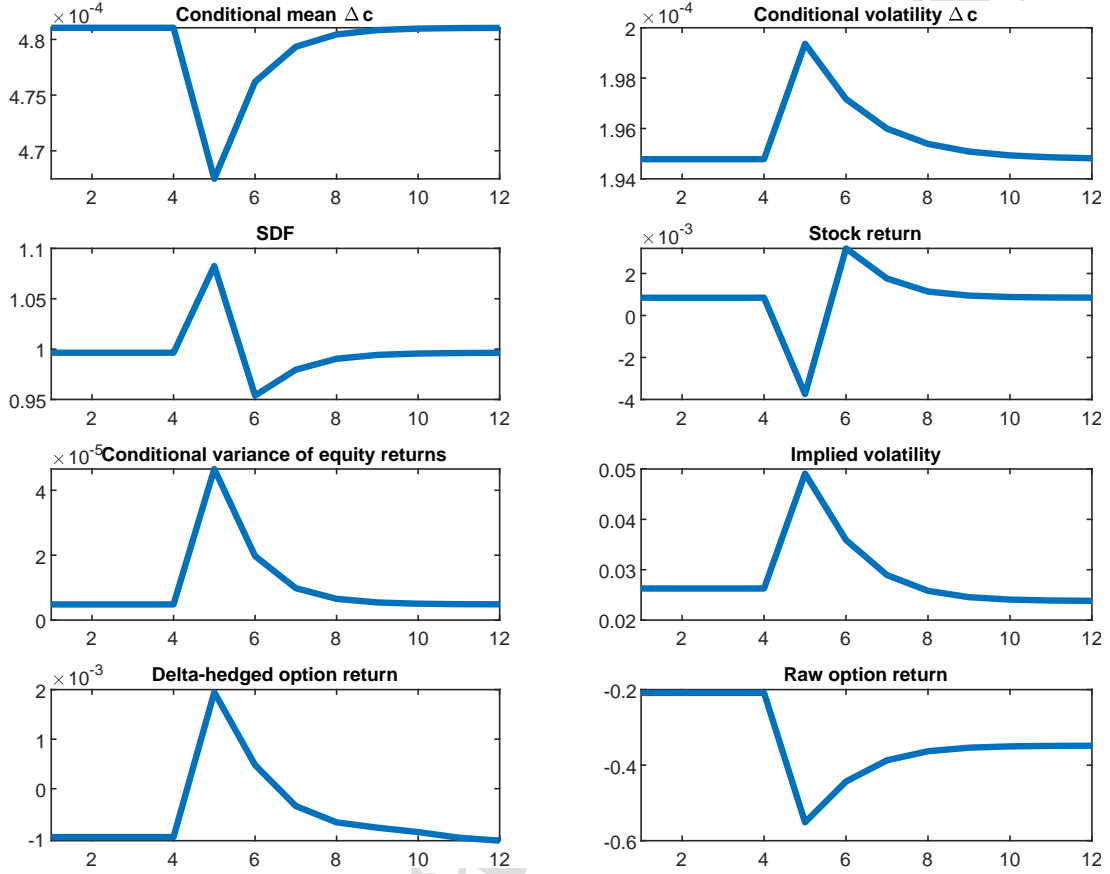 Conditional mean Δ c
×10⁻⁴
4.8
4.75
4.7
2 4 6 8 10 12
Conditional volatility Δ c
×10⁻⁴
2
1.98
1.96
1.94
2 4 6 8 10 12
SDF
1.1
1.05
1
0.95
2 4 6 8 10 12
Stock return
×10⁻³
2
0
-2
-4
2 4 6 8 10 12
×10⁻⁵ Conditional variance of equity returns
4
2
0
2 4 6 8 10 12
Implied volatility
0.05
0.04
0.03
0.02
2 4 6 8 10 12
Delta-hedged option return
×10⁻³
2
1
0
-1
2 4 6 8 10 12
Raw option return
-0.2
-0.4
-0.6
2 4 6 8 10 12